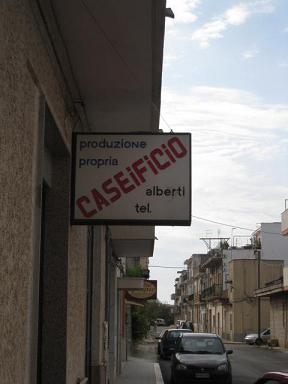 produzione
propria
CASEiFiCiO
alberti
tel.